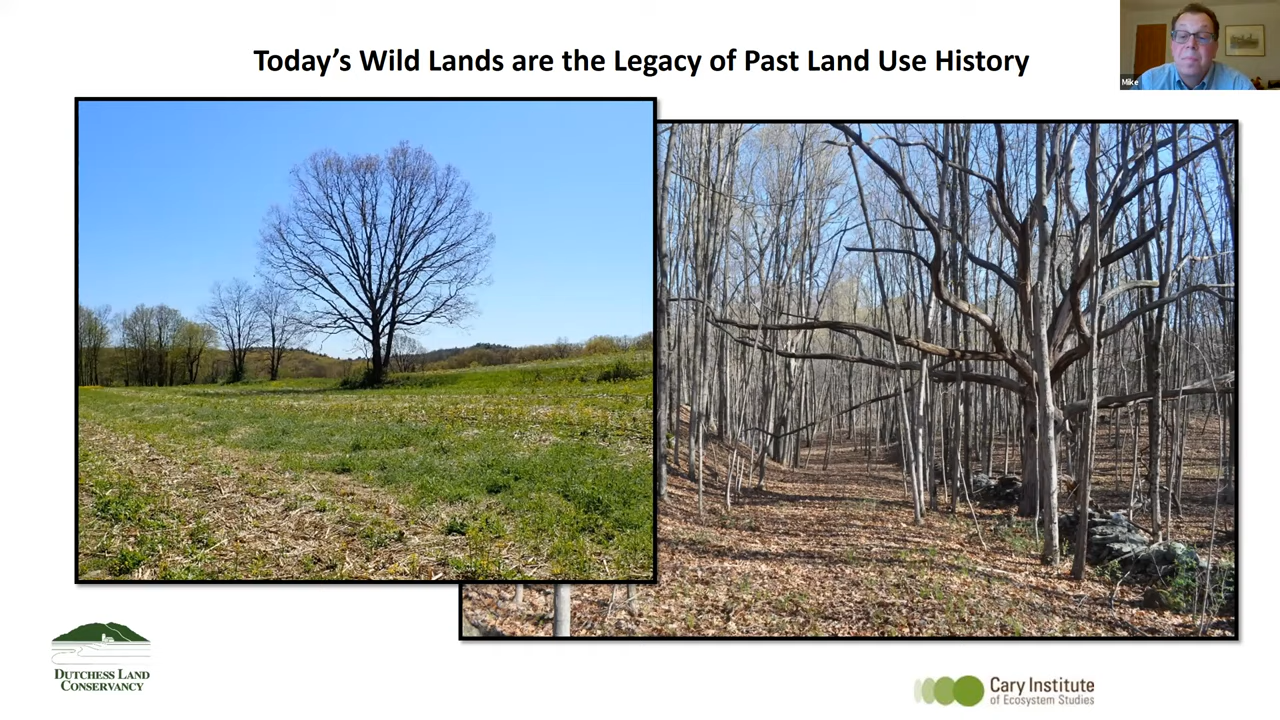 Today's Wild Lands are the Legacy of Past Land Use History
Mike
DUTCHESS LAND
CONSERVANCY
Cary Institute
of Ecosystem Studies